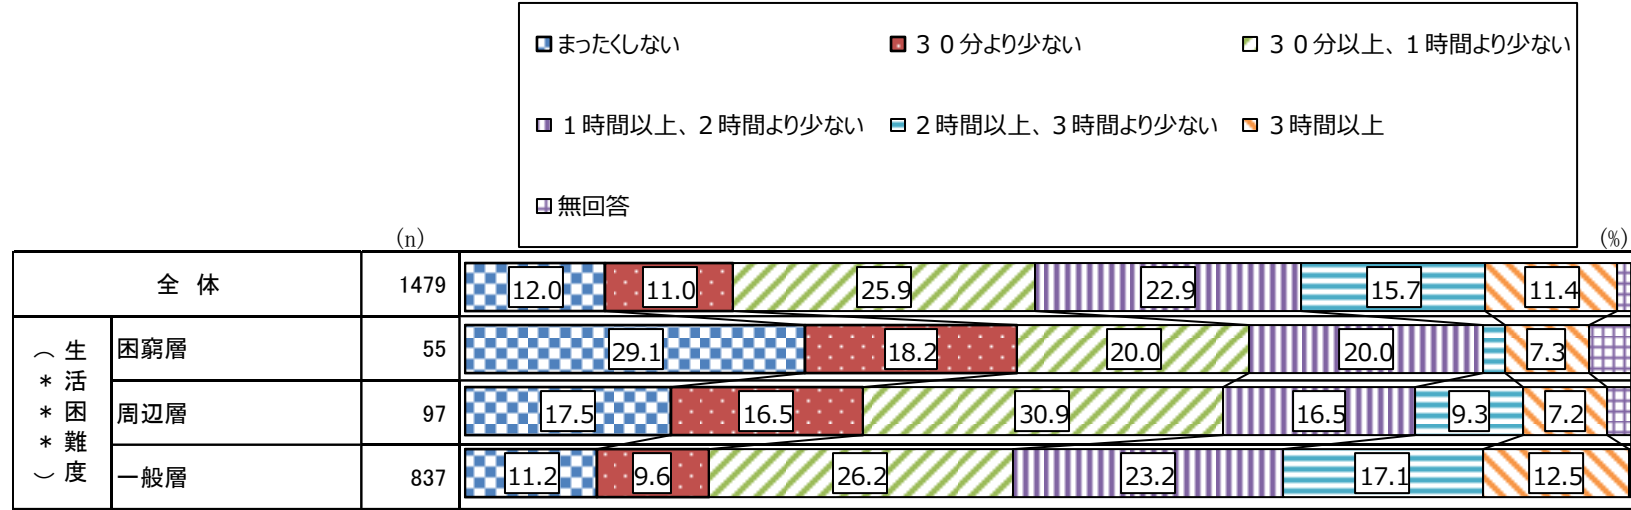 まったくしない ３０分より少ない ３０分以上、１時間より少ない
１時間以上、２時間より少ない ２時間以上、３時間より少ない ３時間以上
無回答
(n) (%)
全 体 1479 12.0 11.0 25.9 22.9 15.7 11.4
生活困難度
（＊＊＊）
困窮層 55 29.1 18.2 20.0 20.0 7.3
周辺層 97 17.5 16.5 30.9 16.5 9.3 7.2
一般層 837 11.2 9.6 26.2 23.2 17.1 12.5